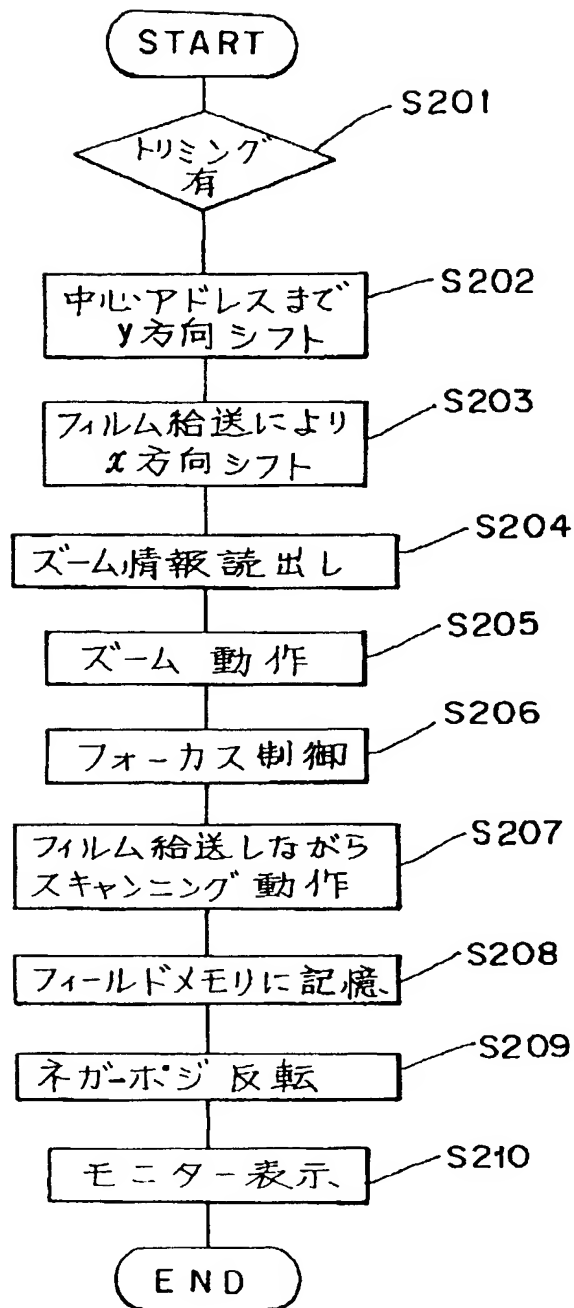 START
S201
トリミング
有
S202
中心アドレスまで
y方向シフト
S203
フィルム給送により
x方向シフト
S204
ズーム情報読出し
S205
ズーム 動作
S206
フォーカス制御
S207
フィルム給送しながら
スキャンニング動作
S208
フィールドメモリに記憶、
S209
ネガーポジ反転
S210
モニター表示、
END